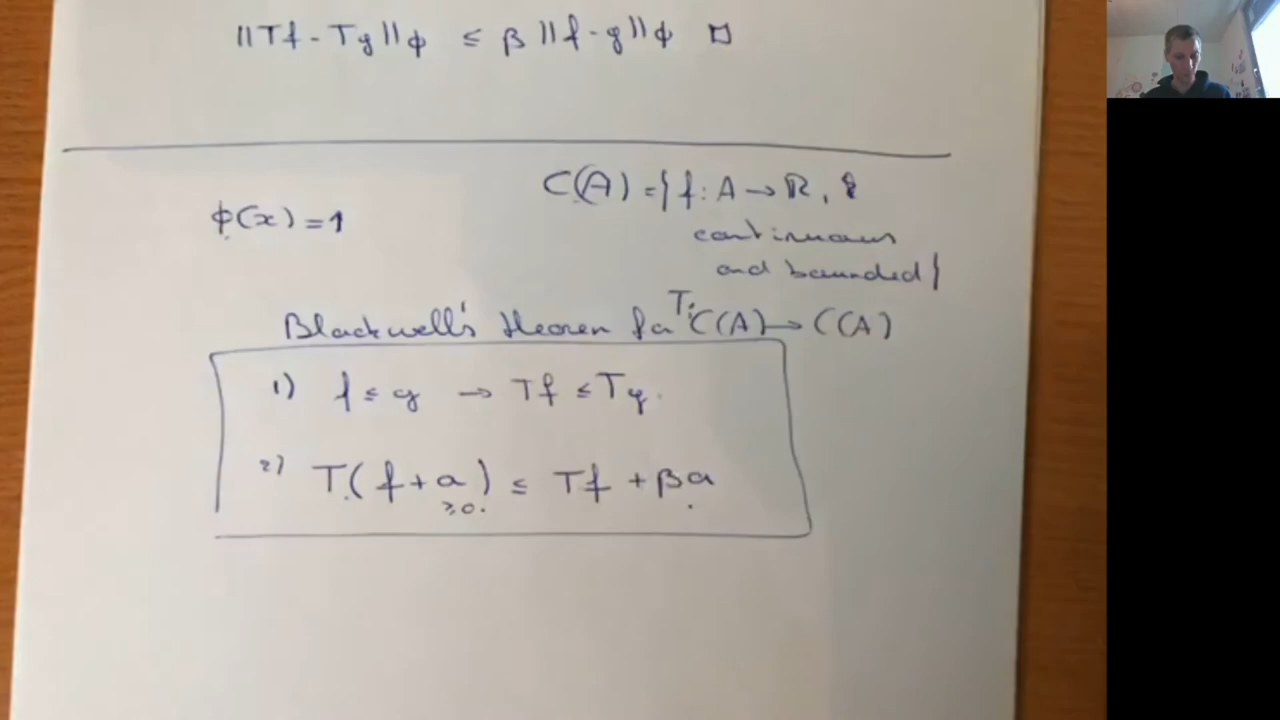 ||Tf - Tg||ϕ ≤ β ||f - g||ϕ □
C(A) = { f: A → ℝ, f
continuous
and bounded }
ϕ(x) = 1
Blackwell's theorem for T: C(A) → C(A)
1) f ≤ g → Tf ≤ Tg.
2) T(f + a) ≤ Tf + βa
≥0.